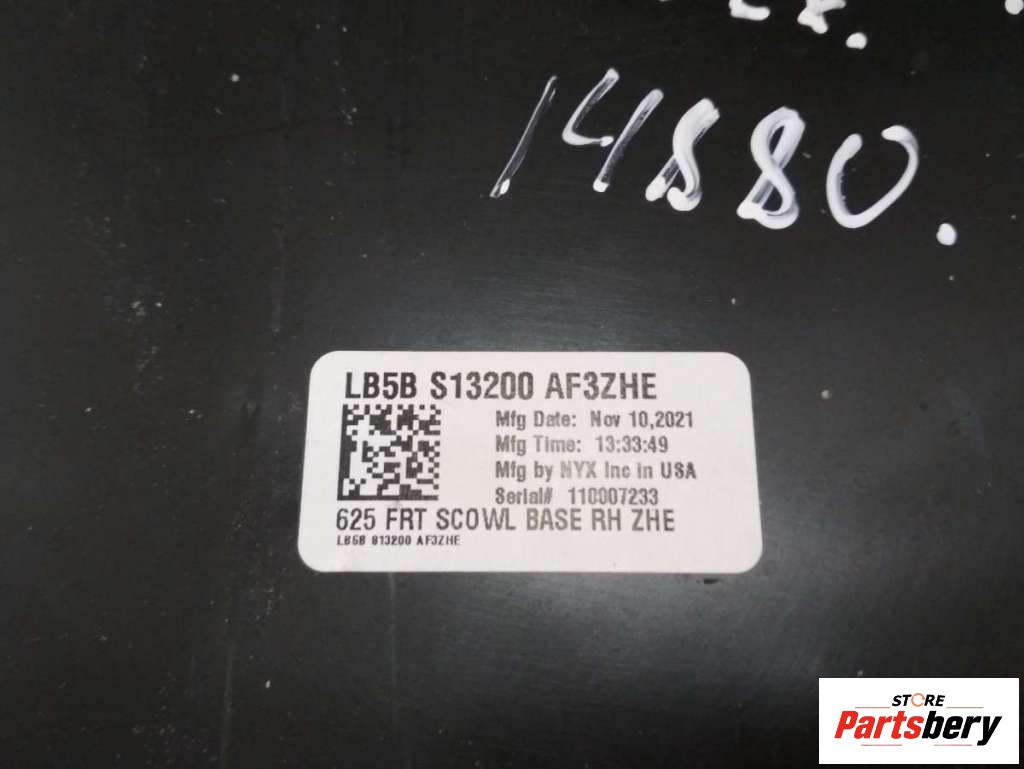 14880.
LB5B S13200 AF3ZHE
Mfg Date: Nov 10,2021
Mfg Time: 13:33:49
Mfg by NYX Inc in USA
Serial# 110007233
625 FRT SCOWL BASE RH ZHE
LB5B S13200 AF3ZHE
STORE
Partsbery